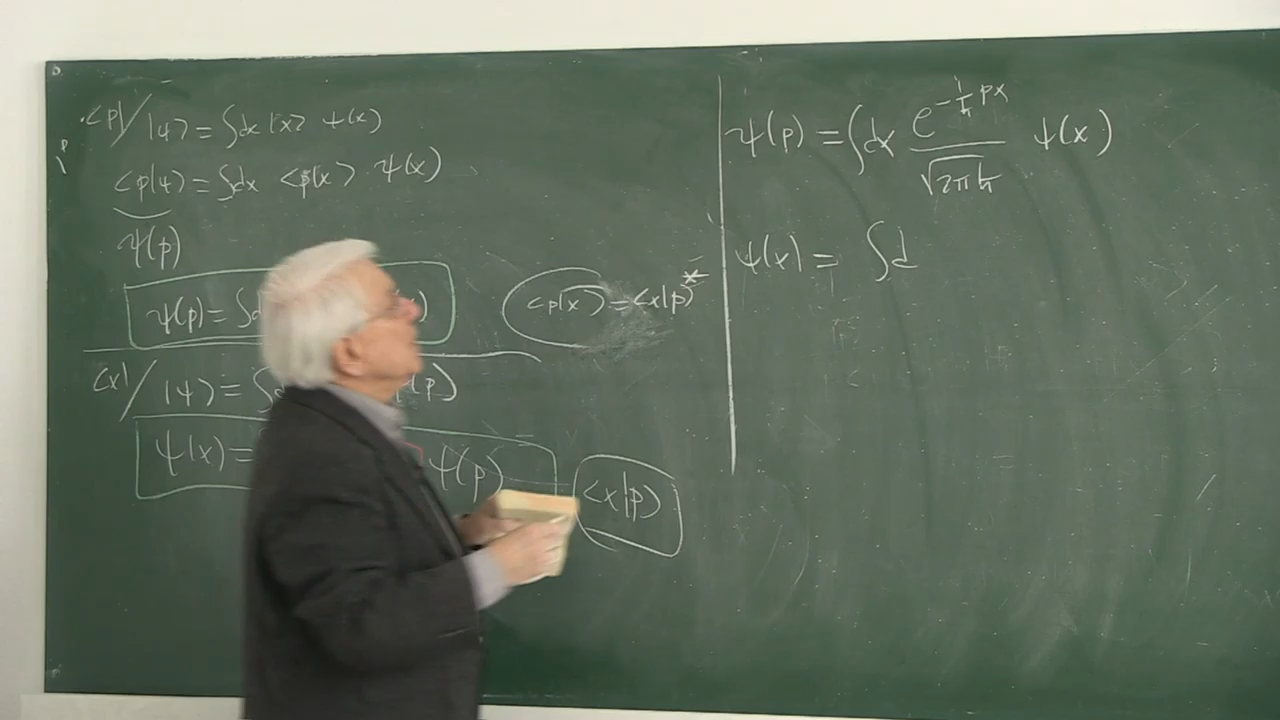 <p| / |ψ> = ∫dx |x> ψ(x)
<p|ψ> = ∫dx <p|x> ψ(x)
ψ(p)
ψ(p) = ∫d
<p|x> = <x|p>*
<x| / |ψ> = ∫
ψ(x) = ψ(p)
<x|p>
ψ(p) = ∫dx e^{-i/ħ px} / √2πħ ψ(x)
ψ(x) = ∫d